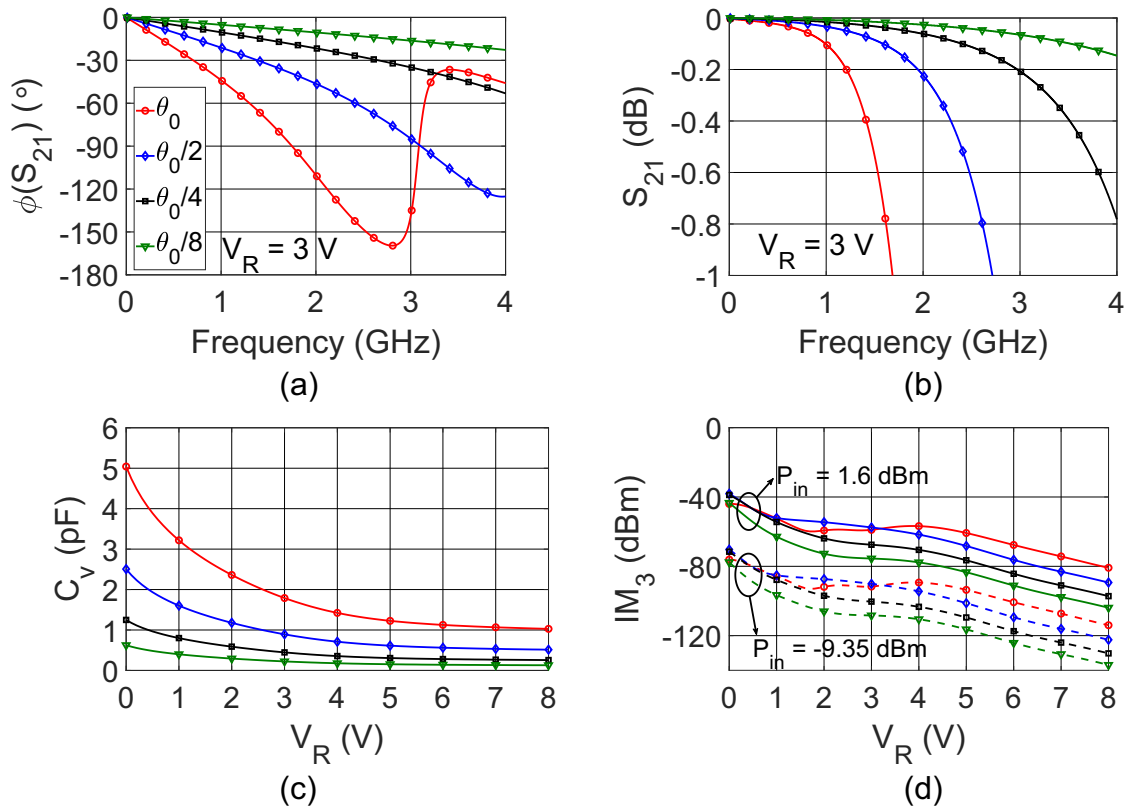 0
-30
-60
-90
-120
-150
-180
ϕ(S21) (°)
θ0
θ0/2
θ0/4
θ0/8
VR = 3 V
0 1 2 3 4
Frequency (GHz)
(a)
0
-0.2
-0.4
-0.6
-0.8
-1
S21 (dB)
VR = 3 V
0 1 2 3 4
Frequency (GHz)
(b)
6
5
4
3
2
1
0
Cv (pF)
0 1 2 3 4 5 6 7 8
VR (V)
(c)
0
-40
-80
-120
IM3 (dBm)
Pin = 1.6 dBm
Pin = -9.35 dBm
0 1 2 3 4 5 6 7 8
VR (V)
(d)